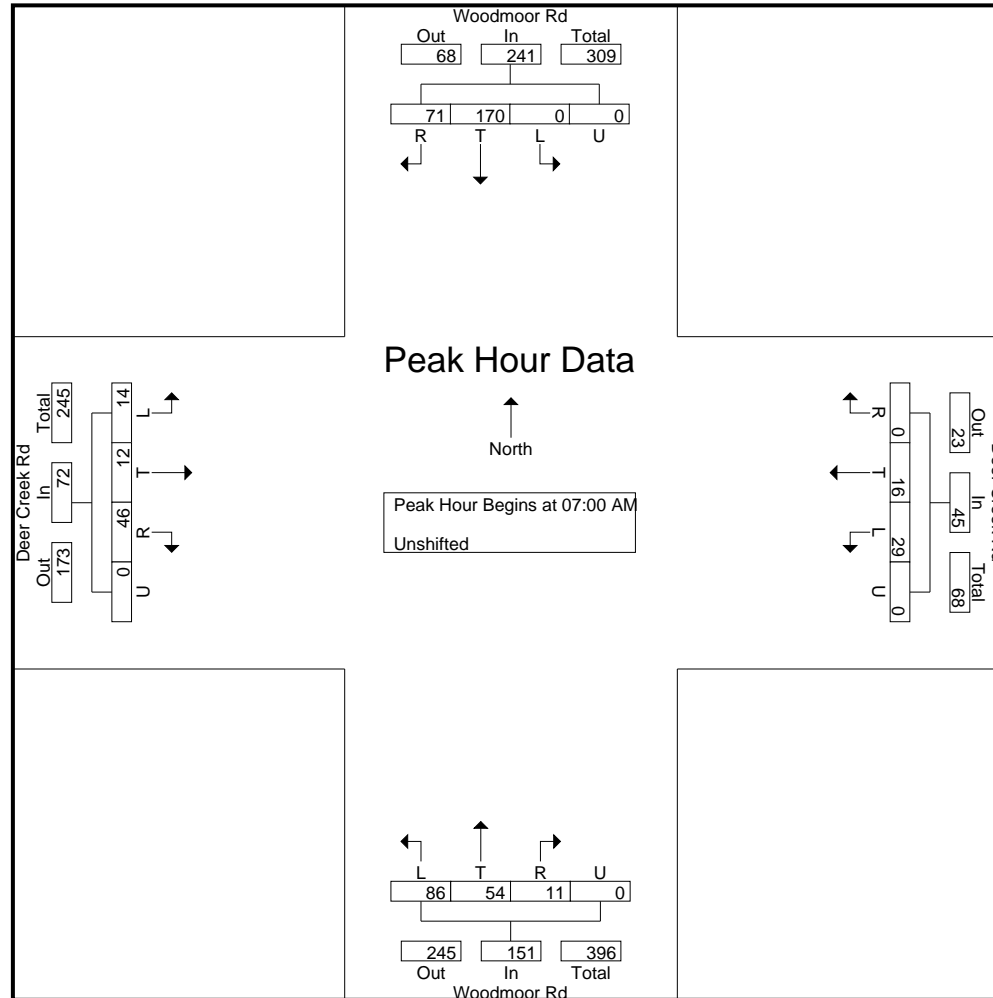 Woodmoor Rd
Out In Total
68 241 309
71 170 0 0
R T L U
Peak Hour Data
North
Peak Hour Begins at 07:00 AM
Unshifted
Deer Creek Rd
Out In Total
173 72 245
U R T L
0 46 12 14
Out In Total
23 45 68
R T L U
0 16 29 0
L T R U
86 54 11 0
245 151 396
Out In Total
Woodmoor Rd